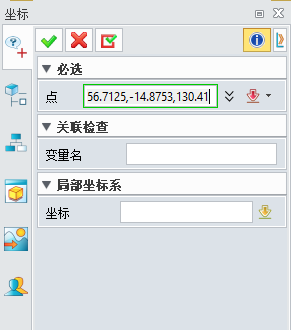 坐标
必选
点 56.7125,-14.8753,130.41
关联检查
变量名
局部坐标系
坐标